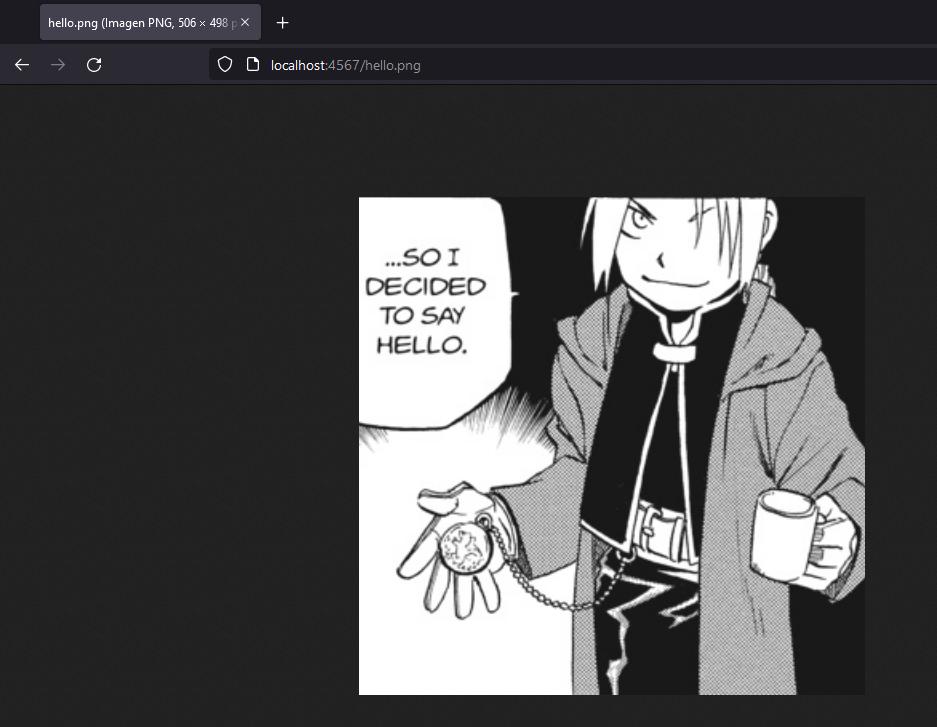 hello.png (Imagen PNG, 506 × 498 p
localhost:4567/hello.png
...SO I
DECIDED
TO SAY
HELLO.